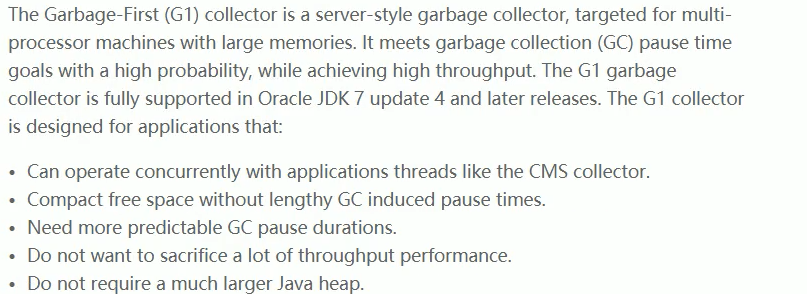 The Garbage-First (G1) collector is a server-style garbage collector, targeted for multi-
processor machines with large memories. It meets garbage collection (GC) pause time
goals with a high probability, while achieving high throughput. The G1 garbage
collector is fully supported in Oracle JDK 7 update 4 and later releases. The G1 collector
is designed for applications that:
• Can operate concurrently with applications threads like the CMS collector.
• Compact free space without lengthy GC induced pause times.
• Need more predictable GC pause durations.
• Do not want to sacrifice a lot of throughput performance.
• Do not require a much larger Java heap.